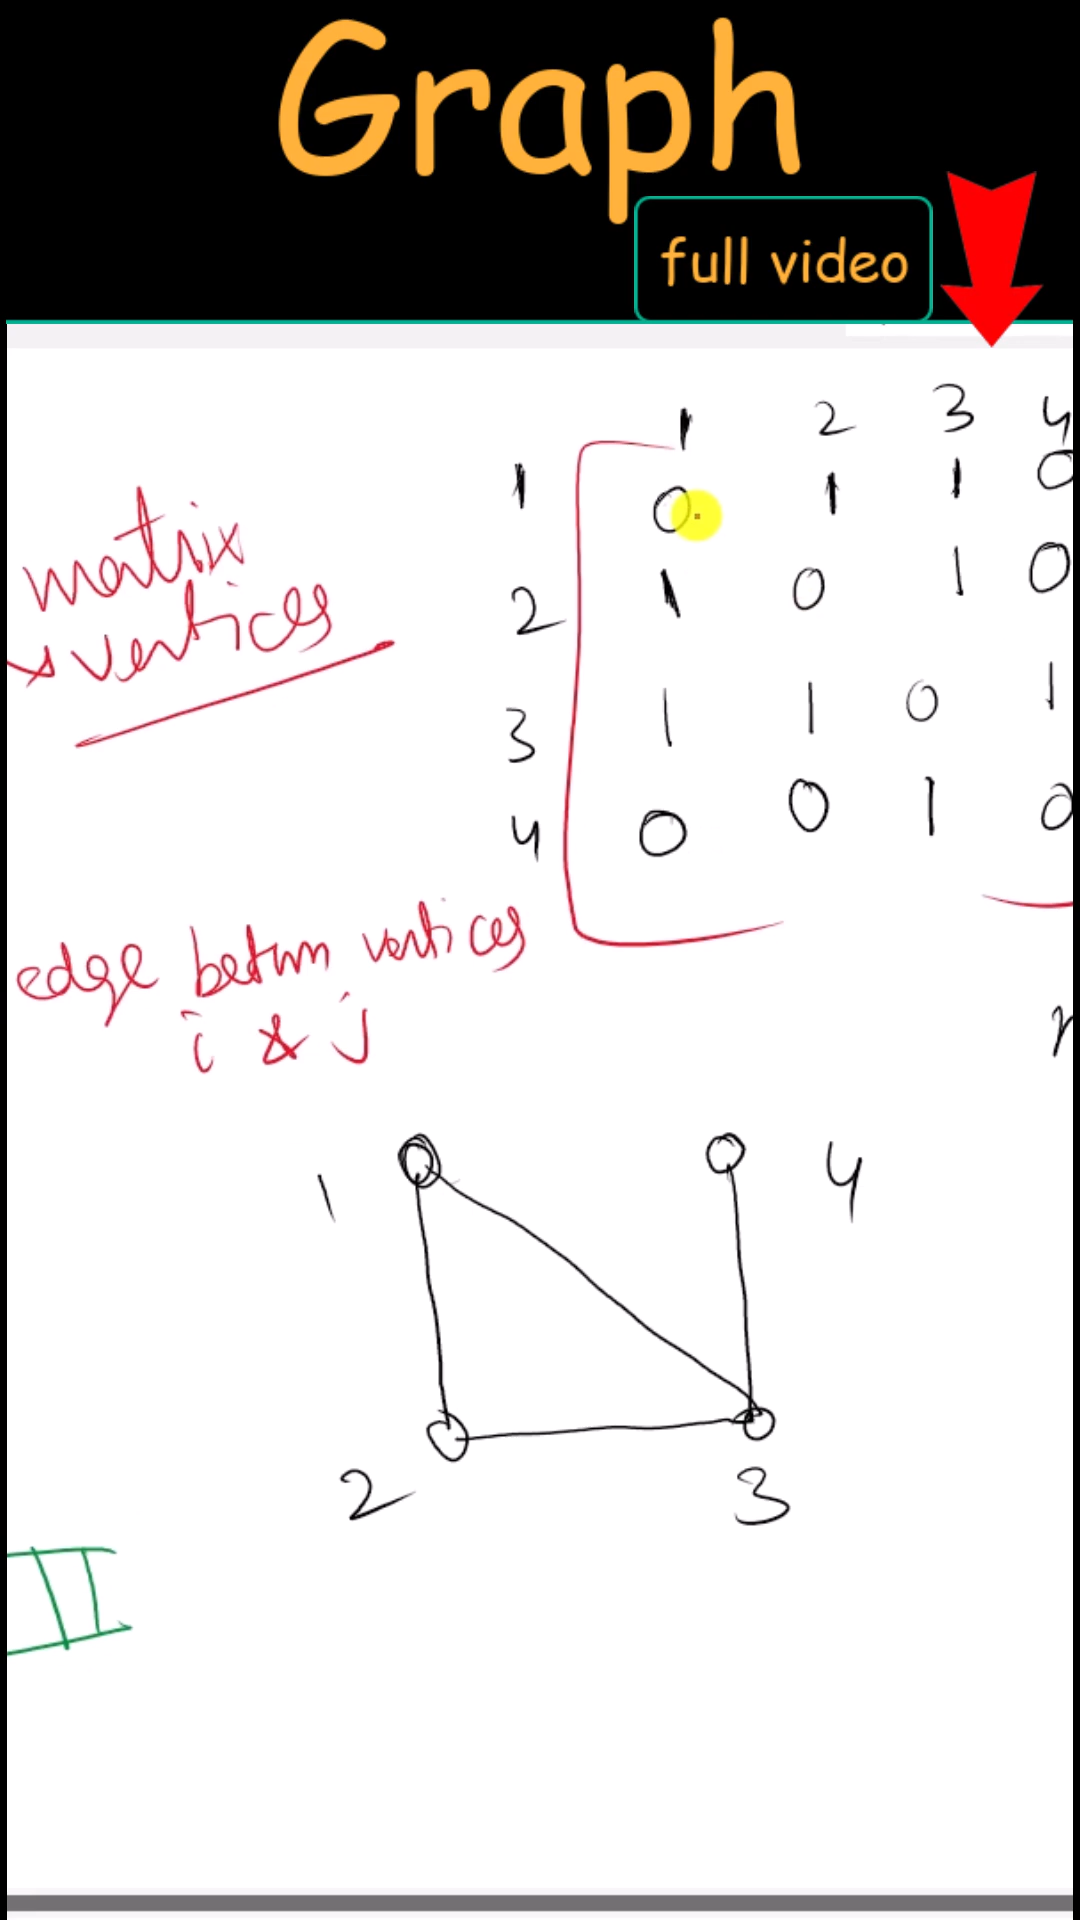 Graph
full video
1 2 3 4
1 0 1 1 0
matrix
2 1 0 1 0
x vertices
3 1 1 0 1
4 0 0 1 0
edge betwn vertices
i & j
1 4
2 3
II